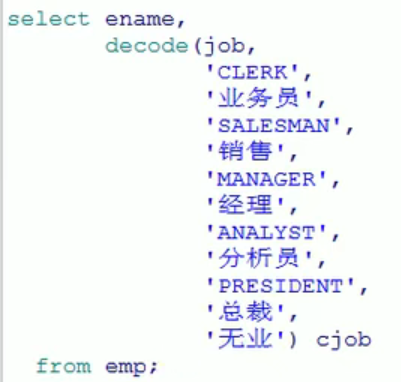 select ename,
decode(job,
'CLERK',
'业务员',
'SALESMAN',
'销售',
'MANAGER',
'经理',
'ANALYST',
'分析员',
'PRESIDENT',
'总裁',
'无业') cjob
from emp;